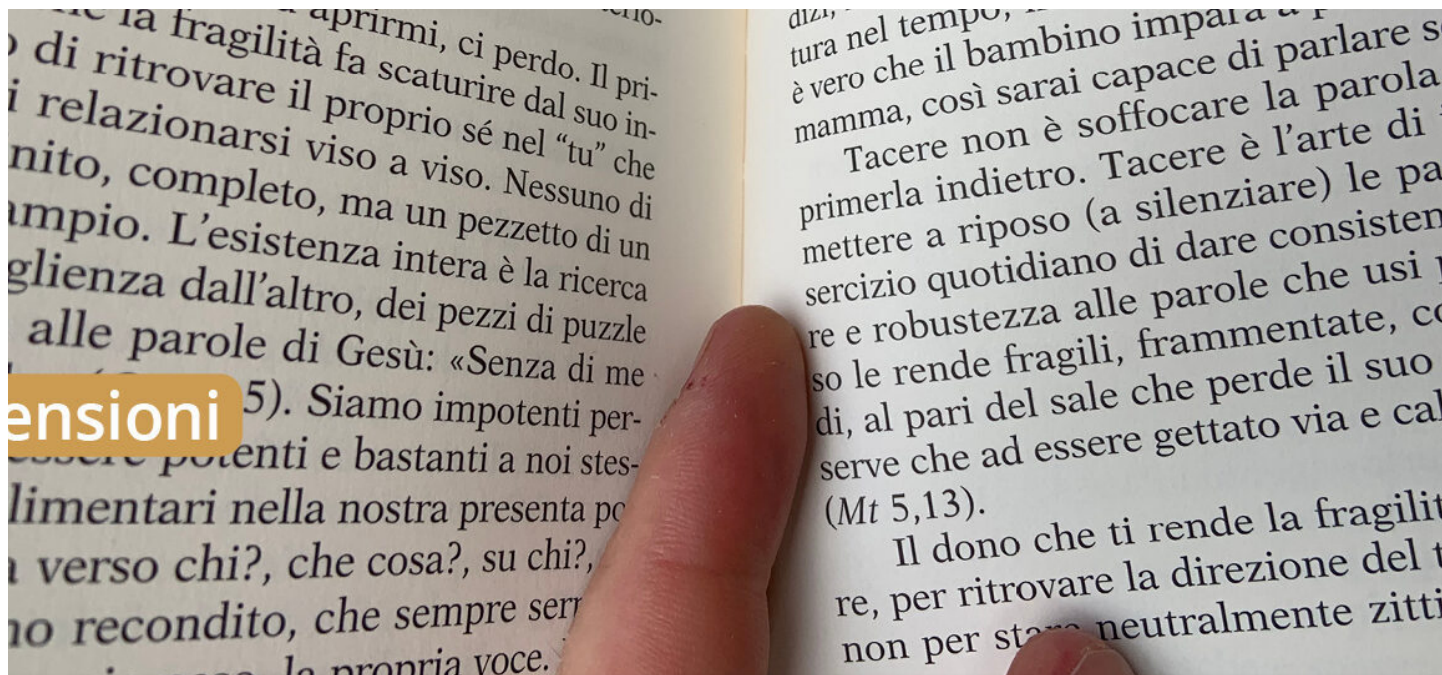 aprirmi, ci perdo. Il pri-
la fragilità fa scaturire dal suo in-
di ritrovare il proprio sé nel “tu” che
relazionarsi viso a viso. Nessuno di
nito, completo, ma un pezzetto di un
ampio. L’esistenza intera è la ricerca
glienza dall’altro, dei pezzi di puzzle
alle parole di Gesù: «Senza di me
5). Siamo impotenti per-
ensioni
potenti e bastanti a noi stes-
limentari nella nostra presenta
verso chi?, che cosa?, su chi?,
recondito, che sempre
la propria voce.
tura nel tempo,
è vero che il bambino impara a
mamma, così sarai capace di parlare
Tacere non è soffocare la parola
primerla indietro. Tacere è l’arte di
mettere a riposo (a silenziare) le
sercizio quotidiano di dare consisten
re e robustezza alle parole che usi
so le rende fragili, frammentate,
di, al pari del sale che perde il suo
serve che ad essere gettato via e
(Mt 5,13).
Il dono che ti rende la fragilit
re, per ritrovare la direzione del
non per stare neutralmente zitti